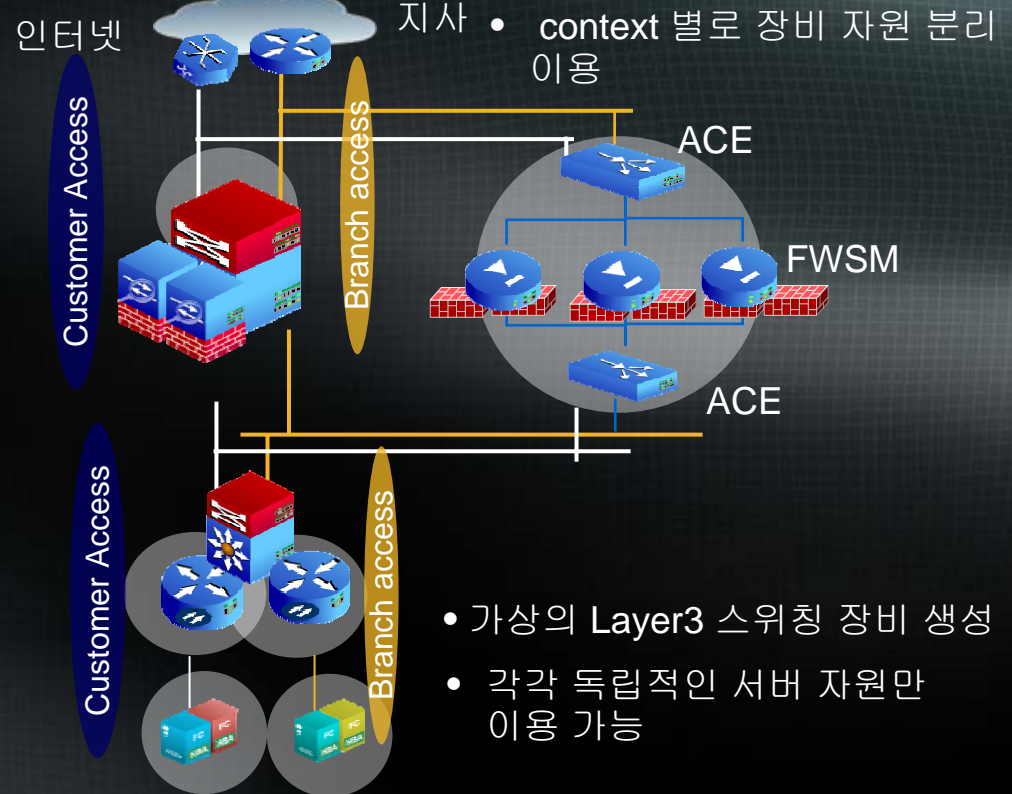 인터넷
지사
• context 별로 장비 자원 분리
이용
Customer Access
Branch access
ACE
FWSM
ACE
Customer Access
Branch access
• 가상의 Layer3 스위칭 장비 생성
• 각각 독립적인 서버 자원만
이용 가능